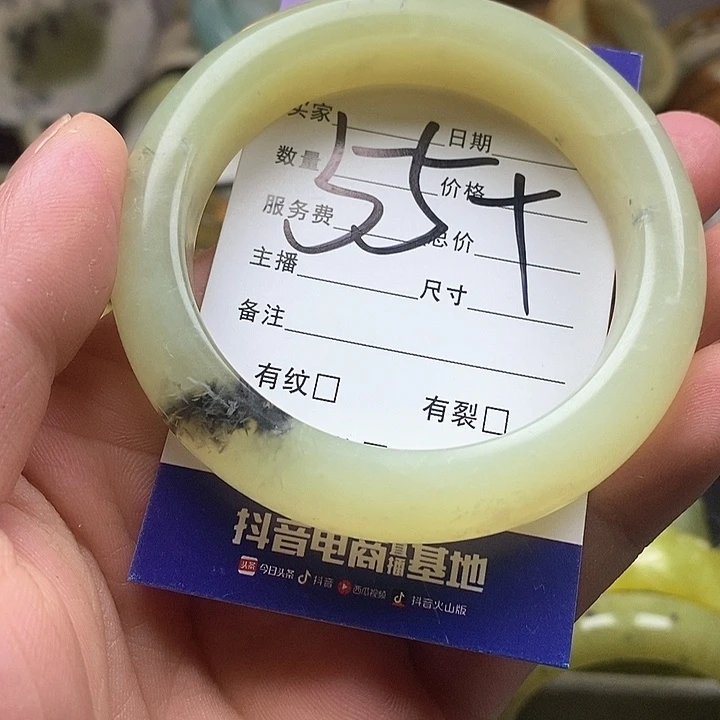 买家 日期
数量 价格
服务费 总价
主播 尺寸
备注
有纹□ 有裂□
55+
抖音电商直播基地
头条 今日头条 抖音 西瓜视频 抖音火山版